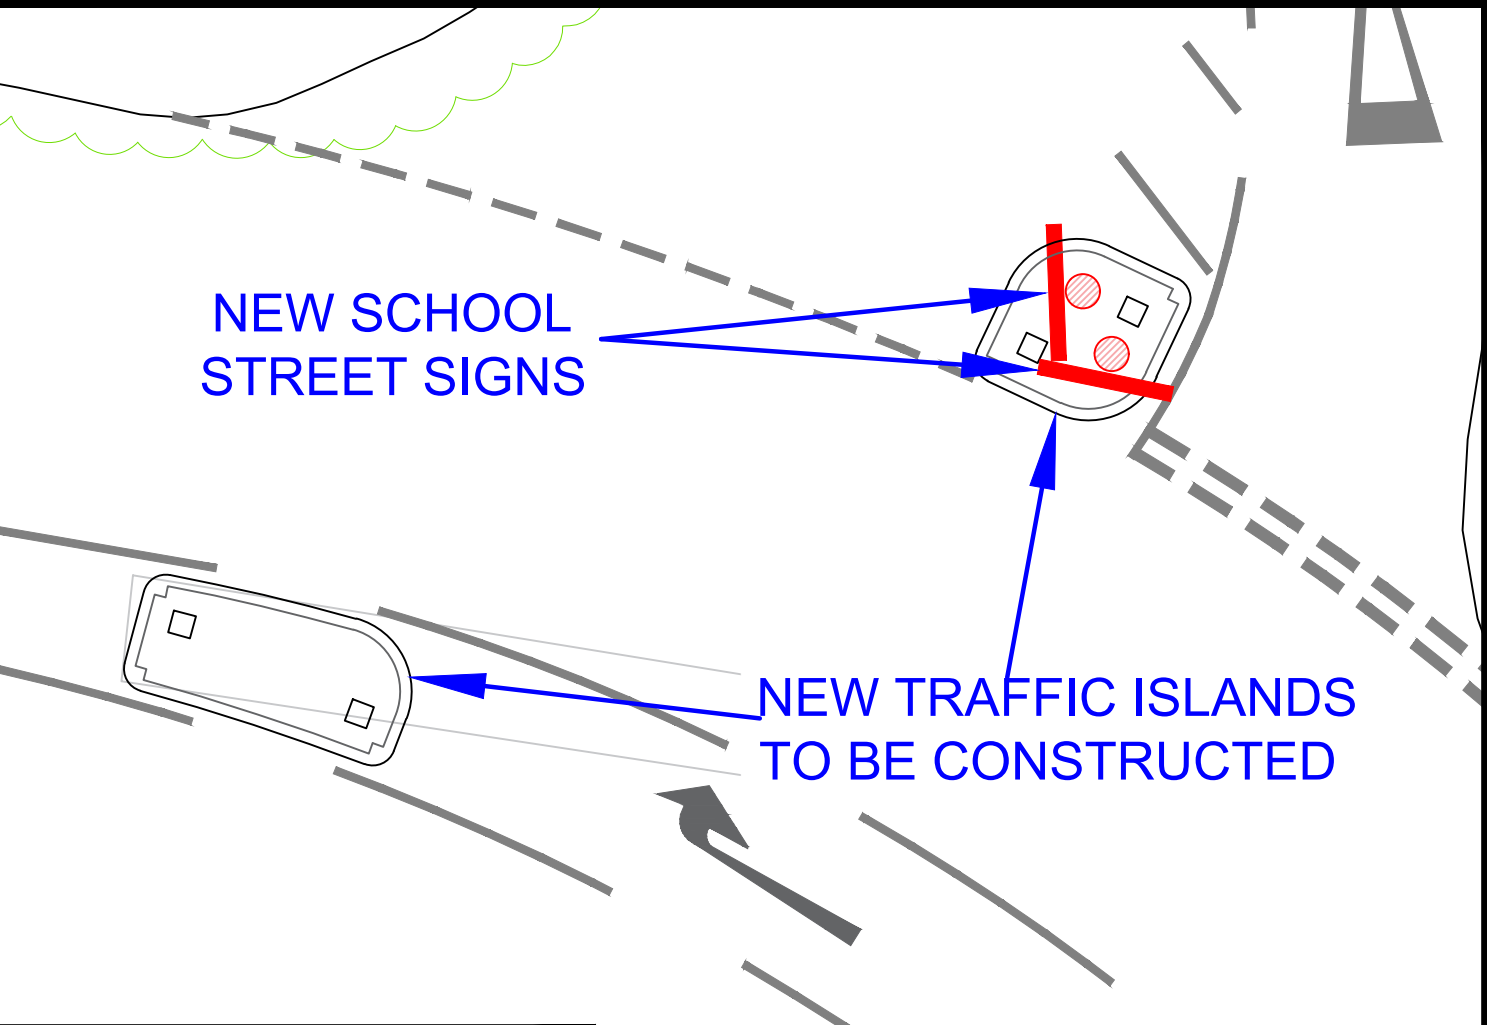 NEW SCHOOL
STREET SIGNS
NEW TRAFFIC ISLANDS
TO BE CONSTRUCTED